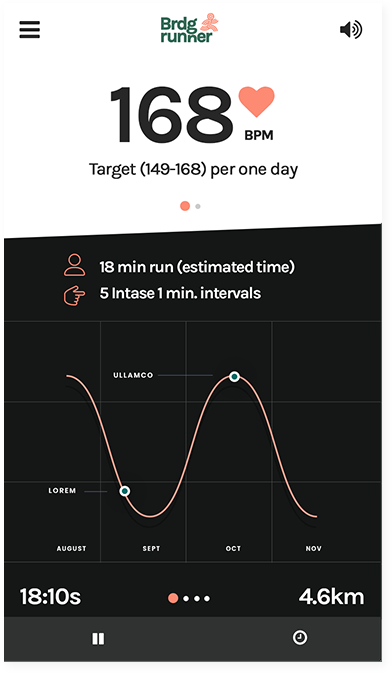 Brdg
runner
168
BPM
Target (149-168) per one day
18 min run (estimated time)
5 Intase 1 min. intervals
ULLAMCO
LOREM
AUGUST SEPT OCT NOV
18:10s 4.6km